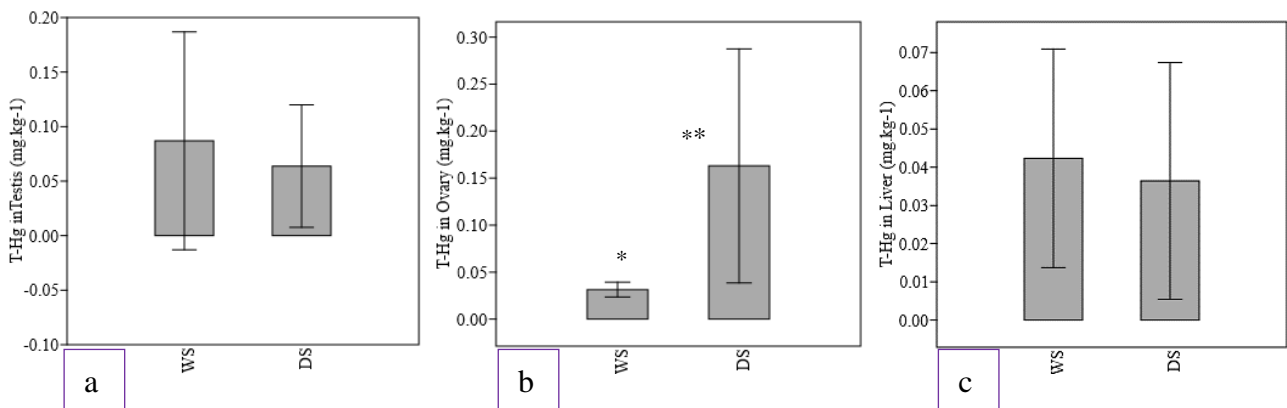 T-Hg inTestis (mg.kg-1)
0.20
0.15
0.10
0.05
0.00
-0.05
-0.10
WS
DS
a
T-Hg in Ovary (mg.kg-1)
0.30
0.25
0.20
0.15
0.10
0.05
0.00
*
**
WS
DS
b
T-Hg in Liver (mg.kg-1)
0.07
0.06
0.05
0.04
0.03
0.02
0.01
0.00
WS
DS
c